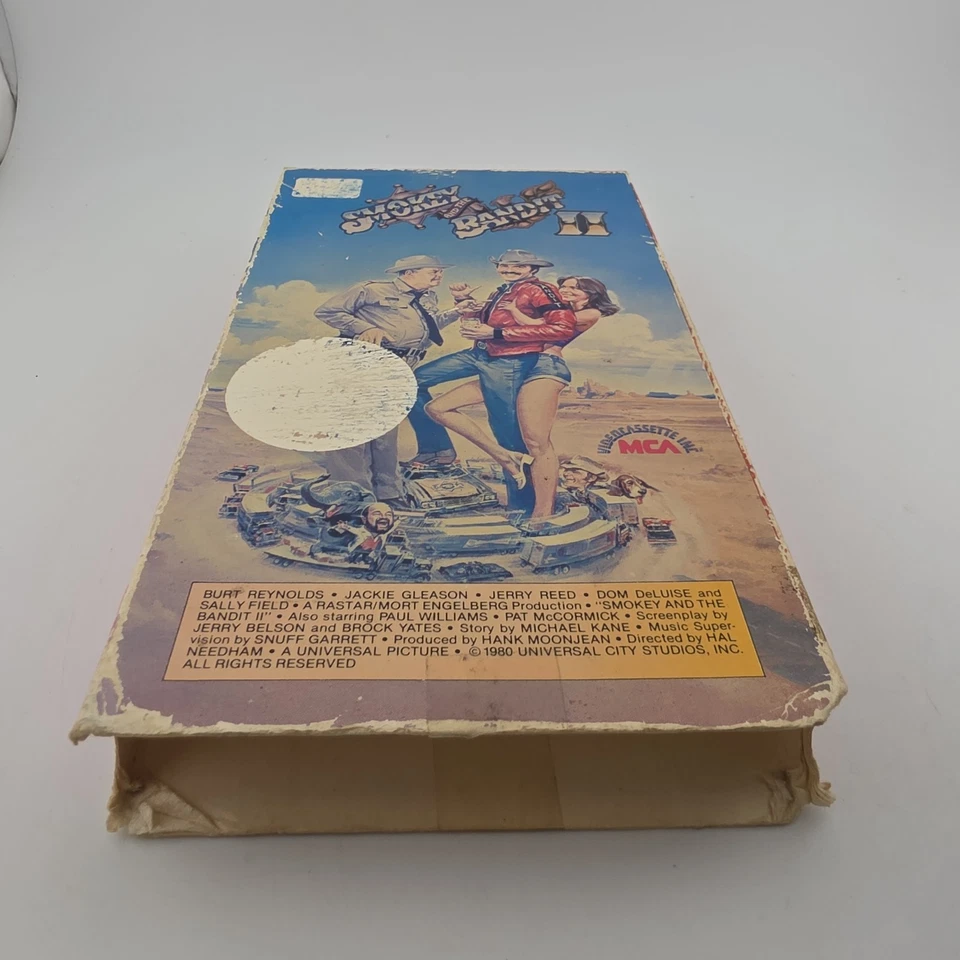 SMOKEY AND THE BANDIT II
VIDEOCASSETTE INC.
MCA
BURT REYNOLDS • JACKIE GLEASON • JERRY REED • DOM DeLUISE and
SALLY FIELD • A RASTAR/MORT ENGELBERG Production • "SMOKEY AND THE
BANDIT II" • Also starring PAUL WILLIAMS • PAT McCORMICK • Screenplay by
JERRY BELSON and BROCK YATES • Story by MICHAEL KANE • Music Super-
vision by SNUFF GARRETT • Produced by HANK MOONJEAN • Directed by HAL
NEEDHAM • A UNIVERSAL PICTURE • © 1980 UNIVERSAL CITY STUDIOS, INC.
ALL RIGHTS RESERVED